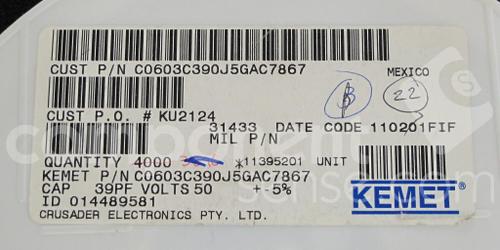 CUST P/N C0603C390J5GAC7867
MEXICO
22
CUST P.O. # KU2124
31433 DATE CODE 110201FIF
MIL P/N
QUANTITY 4000 *11395201 UNIT
KEMET P/N C0603C390J5GAC7867
CAP 39PF VOLTS 50 +-5%
ID 014489581
KEMET
CRUSADER ELECTRONICS PTY. LTD.